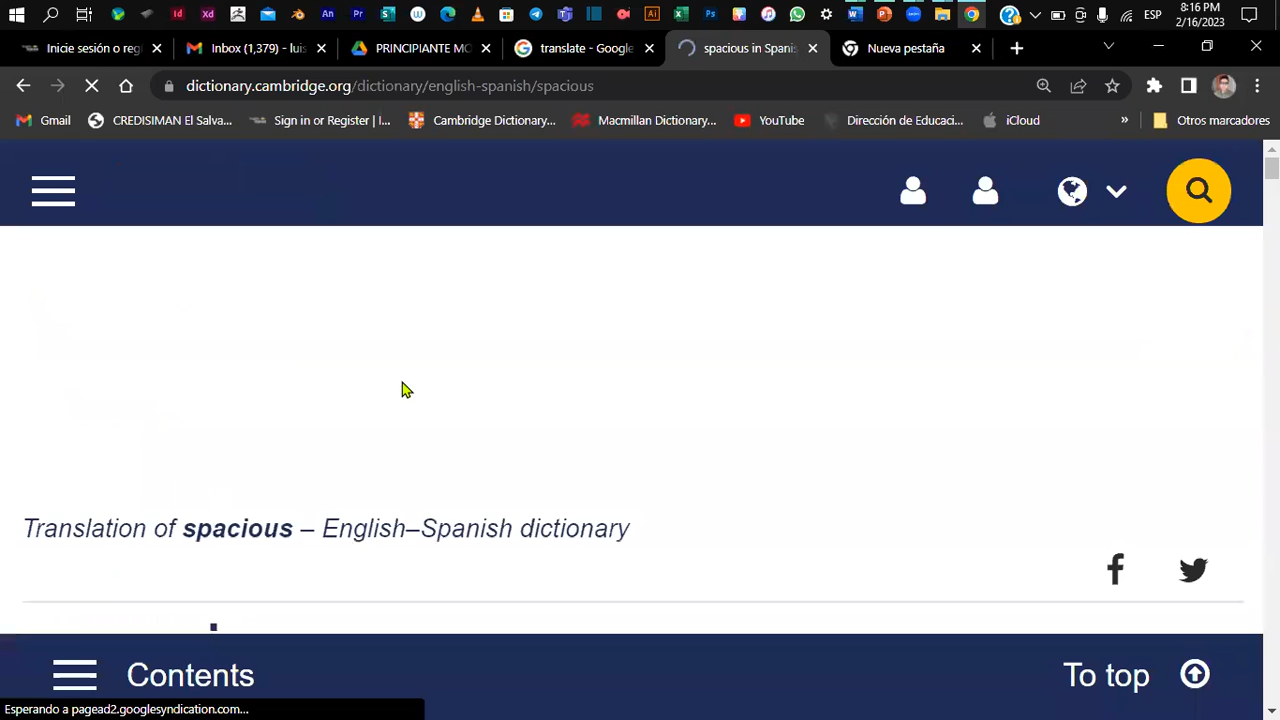 8:16 PM
ESP
2/16/2023
Inicie sesión o regi
Inbox (1,379) - luis
PRINCIPIANTE MO
translate - Google
spacious in Spanis
Nueva pestaña
dictionary.cambridge.org/dictionary/english-spanish/spacious
Gmail
CREDISIMAN El Salva...
Sign in or Register | I...
Cambridge Dictionary...
Macmillan Dictionary...
YouTube
Dirección de Educaci...
iCloud
»
Otros marcadores
Translation of spacious – English–Spanish dictionary
Contents
To top
Esperando a pagead2.googlesyndication.com...